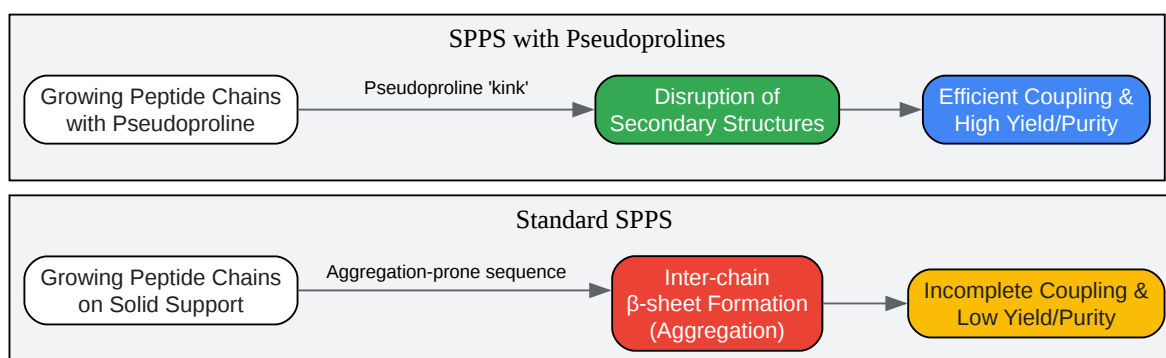 SPPS with Pseudoprolines
Growing Peptide Chains
with Pseudoproline
Pseudoproline 'kink'
Disruption of
Secondary Structures
Efficient Coupling &
High Yield/Purity
Standard SPPS
Growing Peptide Chains
on Solid Support
Aggregation-prone sequence
Inter-chain
β-sheet Formation
(Aggregation)
Incomplete Coupling &
Low Yield/Purity